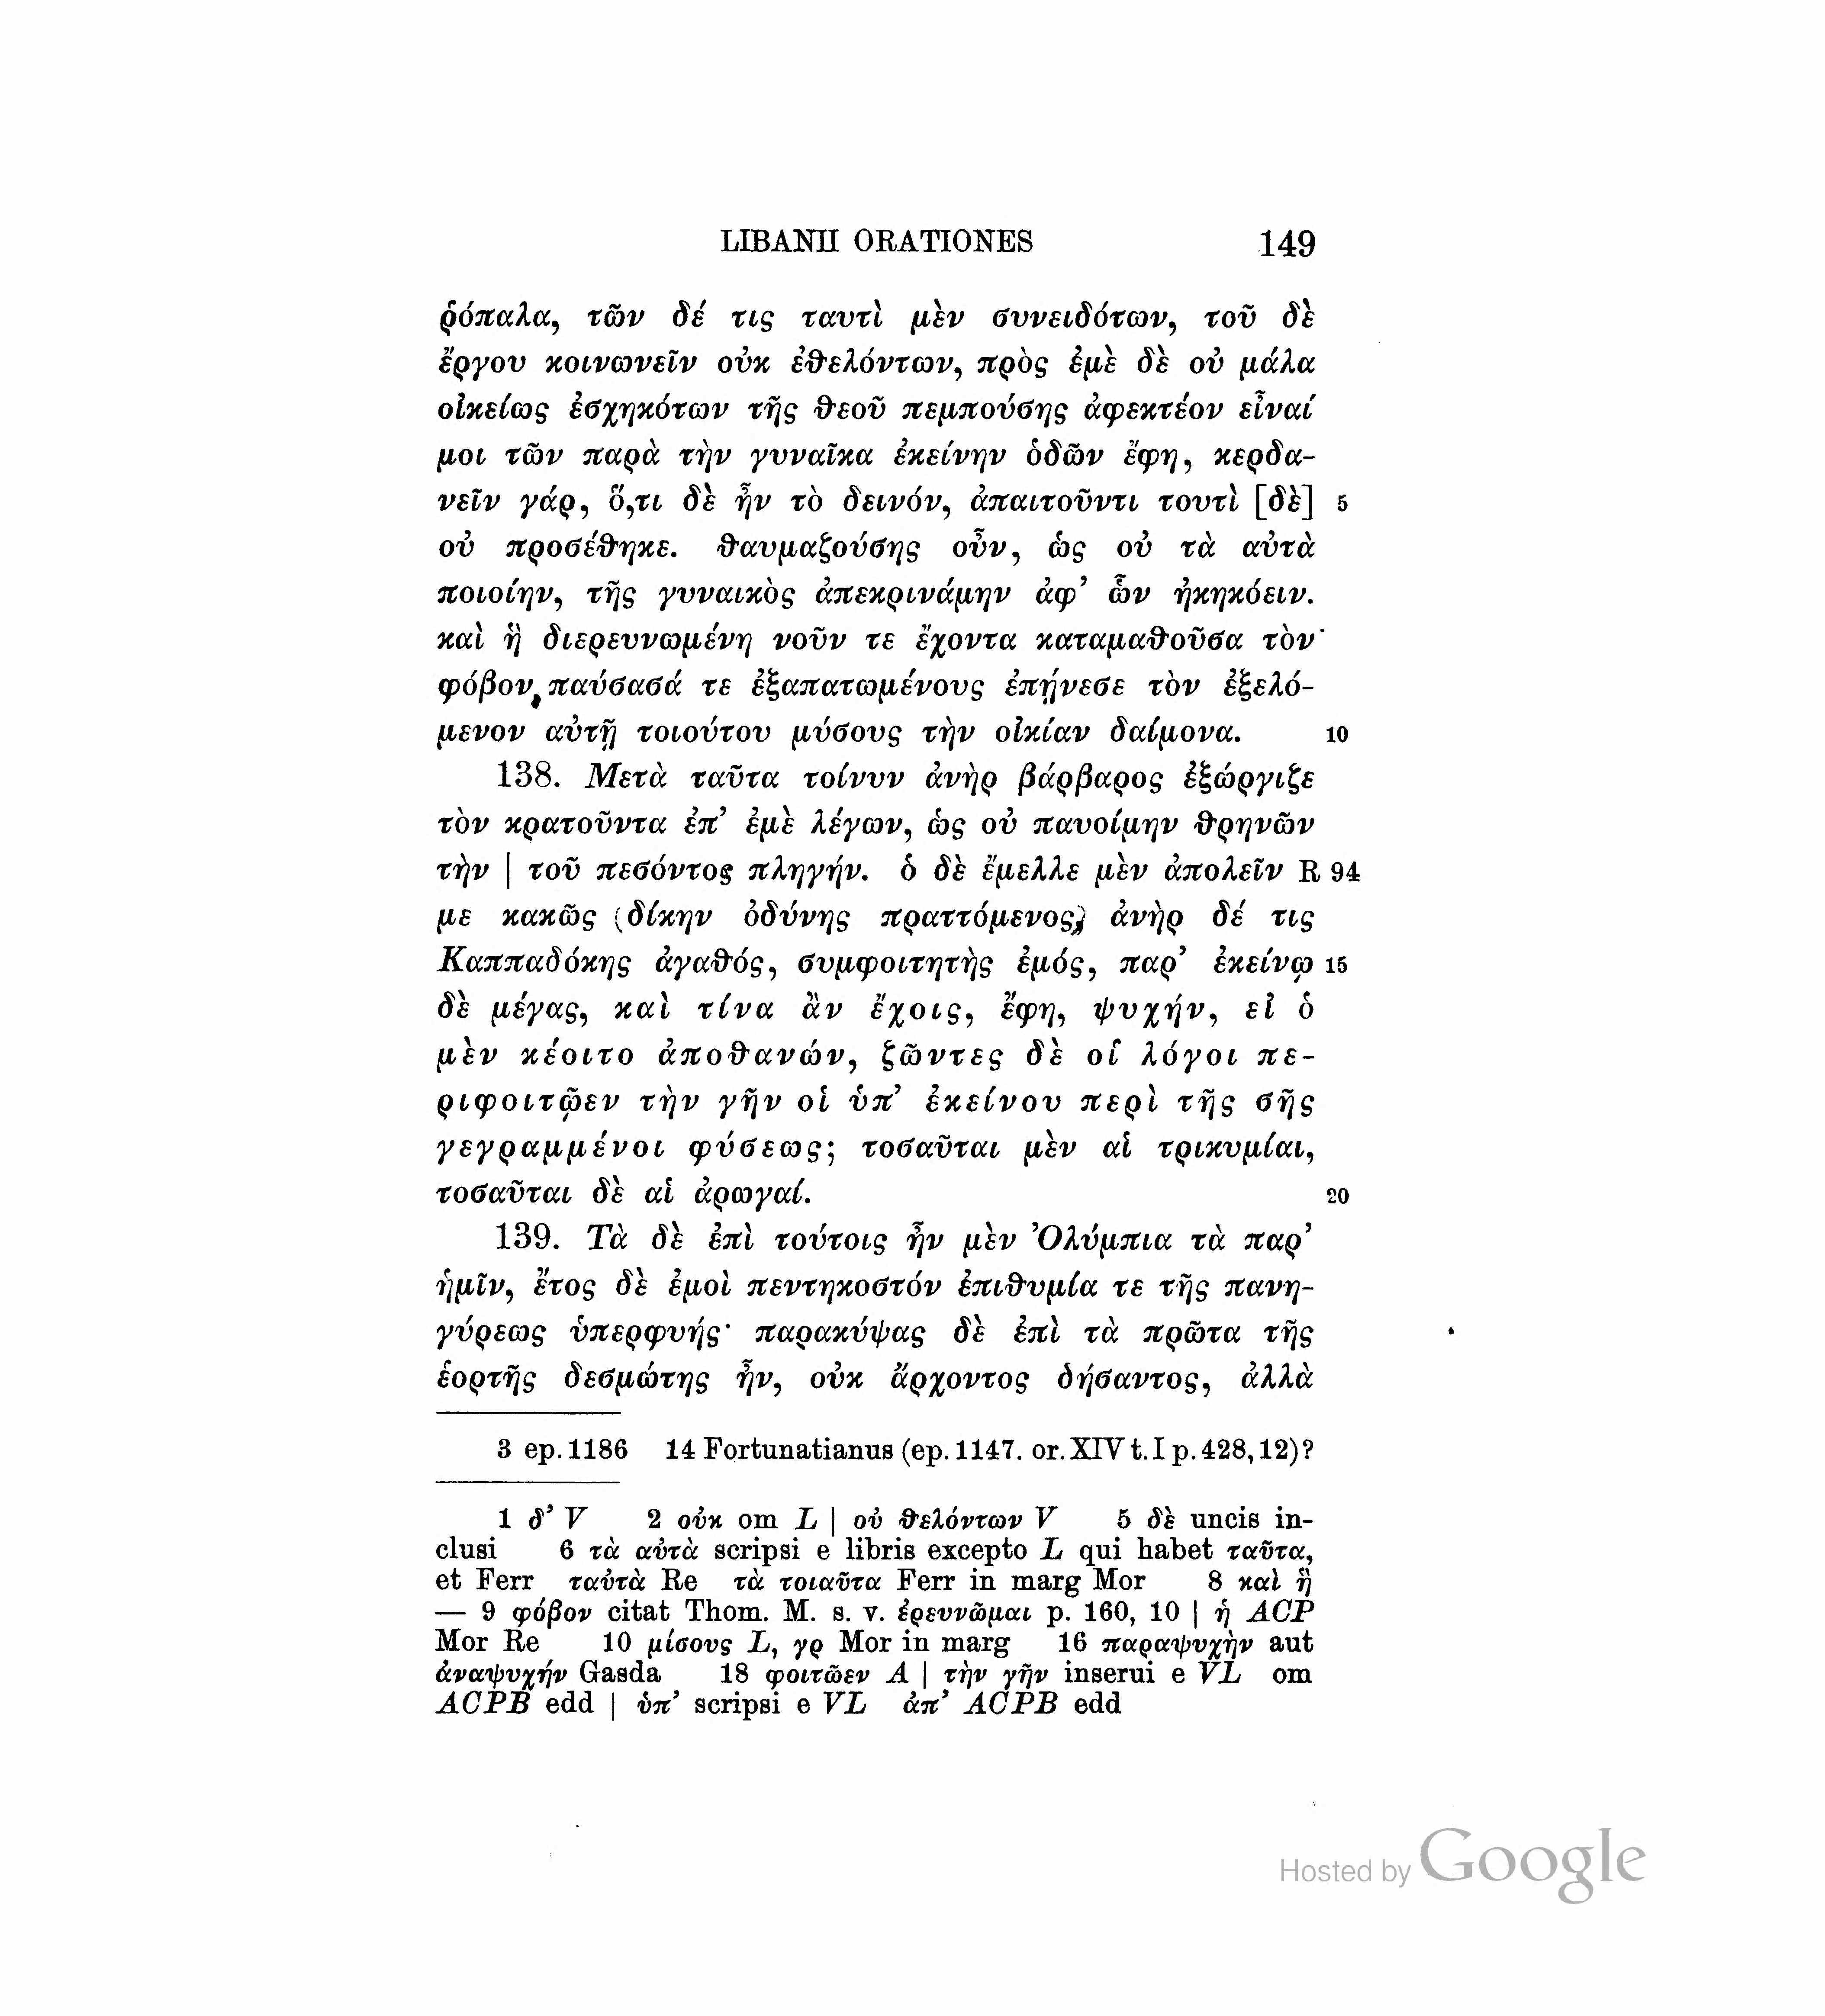 LIBANII ORATIONES 149
ῥόπαλα, τῶν δέ τις ταυτὶ μὲν συνειδότων, τοῦ δὲ
ἔργου κοινωνεῖν οὐκ ἐθελόντων, πρὸς ἐμὲ δὲ οὐ μάλα
οἰκείως ἐσχηκότων τῆς θεοῦ πεμπούσης ἀφεκτέον εἶναί
μοι τῶν παρὰ τὴν γυναῖκα ἐκείνην ὁδῶν ἔφη, κερδα-
νεῖν γάρ, ὅ,τι δὲ ἦν τὸ δεινόν, ἀπαιτοῦντι τουτὶ [δὲ] 5
οὐ προσέθηκε. θαυμαζούσης οὖν, ὡς οὐ τὰ αὐτὰ
ποιοίην, τῆς γυναικὸς ἀπεκρινάμην ἀφ’ ὧν ἠκηκόειν.
καὶ ἣ διερευνωμένη νοῦν τε ἔχοντα καταμαθοῦσα τὸν
φόβον, παύσασά τε ἐξαπατωμένους ἐπῄνεσε τὸν ἐξελό-
μενον αὐτῇ τοιούτου μύσους τὴν οἰκίαν δαίμονα. 10
138. Μετὰ ταῦτα τοίνυν ἀνὴρ βάρβαρος ἐξώργιζε
τὸν κρατοῦντα ἐπ’ ἐμὲ λέγων, ὡς οὐ παυοίμην θρηνῶν
τὴν | τοῦ πεσόντος πληγήν. ὁ δὲ ἔμελλε μὲν ἀπολεῖν R 94
με κακῶς (δίκην ὀδύνης πραττόμενος) ἀνὴρ δέ τις
Καππαδόκης ἀγαθός, συμφοιτητὴς ἐμός, παρ’ ἐκείνῳ 15
δὲ μέγας, καὶ τίνα ἂν ἔχοις, ἔφη, ψυχήν, εἰ ὁ
μὲν κέοιτο ἀποθανών, ζῶντες δὲ οἵ λόγοι πε-
ριφοιτῷεν τὴν γῆν οἱ ὑπ’ ἐκείνου περὶ τῆς σῆς
γεγραμμένοι φύσεως; τοσαῦται μὲν αἱ τρικυμίαι,
τοσαῦται δὲ αἱ ἀρωγαί. 20
139. Τὰ δὲ ἐπὶ τούτοις ἦν μὲν Ὀλύμπια τὰ παρ’
ἡμῖν, ἔτος δὲ ἐμοὶ πεντηκοστόν ἐπιθυμία τε τῆς πανη-
γύρεως ὑπερφυής· παρακύψας δὲ ἐπὶ τὰ πρῶτα τῆς
ἑορτῆς δεσμώτης ἦν, οὐκ ἄρχοντος δήσαντος, ἀλλὰ
3 ep. 1186 14 Fortunatianus (ep. 1147. or. XIV t. I p. 428, 12)?
1 δ’ V 2 οὐκ om L | οὐ θελόντων V 5 δὲ uncis in-
clusi 6 τὰ αὐτὰ scripsi e libris excepto L qui habet ταῦτα,
et Ferr ταὐτὰ Re τὰ τοιαῦτα Ferr in marg Mor 8 καὶ ἣ
— 9 φόβον citat Thom. M. s. v. ἐρευνῶμαι p. 160, 10 | ἡ ACP
Mor Re 10 μίσους L, γρ Mor in marg 16 παραψυχὴν aut
ἀναψυχήν Gasda 18 φοιτῶεν A | τὴν γῆν inserui e VL om
ACPB edd | ὑπ’ scripsi e VL ἀπ’ ACPB edd
Hosted by Google